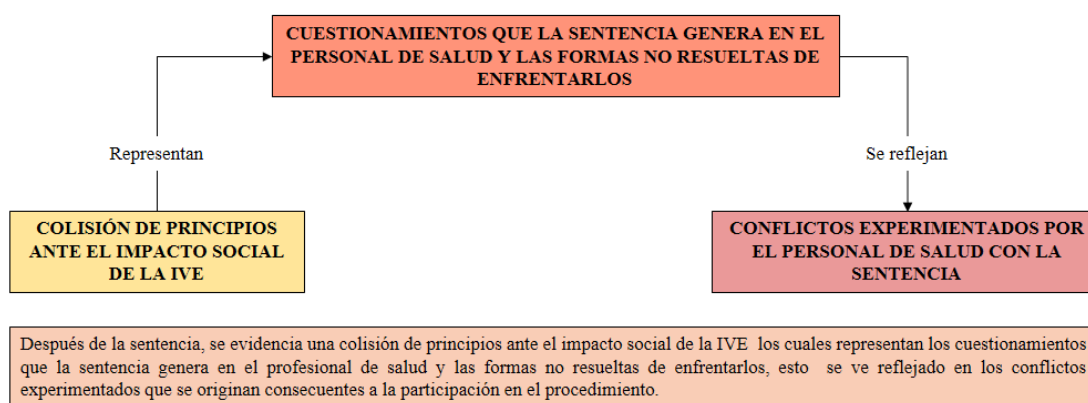 CUESTIONAMIENTOS QUE LA SENTENCIA GENERA EN EL
PERSONAL DE SALUD Y LAS FORMAS NO RESUELTAS DE
ENFRENTARLOS
Representan
Se reflejan
COLISIÓN DE PRINCIPIOS
ANTE EL IMPACTO SOCIAL
DE LA IVE
CONFLICTOS EXPERIMENTADOS POR
EL PERSONAL DE SALUD CON LA
SENTENCIA
Después de la sentencia, se evidencia una colisión de principios ante el impacto social de la IVE los cuales representan los cuestionamientos
que la sentencia genera en el profesional de salud y las formas no resueltas de enfrentarlos, esto se ve reflejado en los conflictos
experimentados que se originan consecuentes a la participación en el procedimiento.